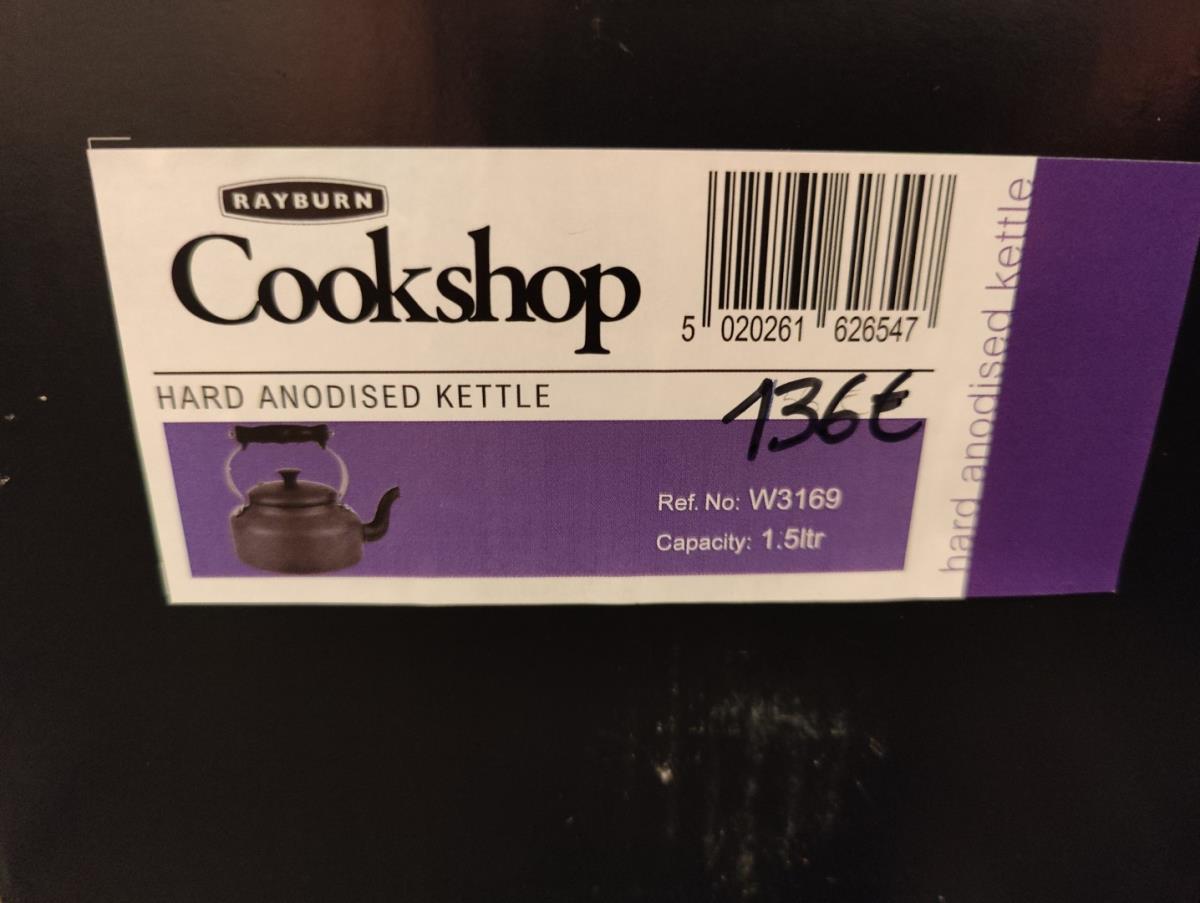 RAYBURN
Cookshop
5 020261 626547
HARD ANODISED KETTLE
136€
Ref. No: W3169
Capacity: 1.5ltr
hard anodised kettle